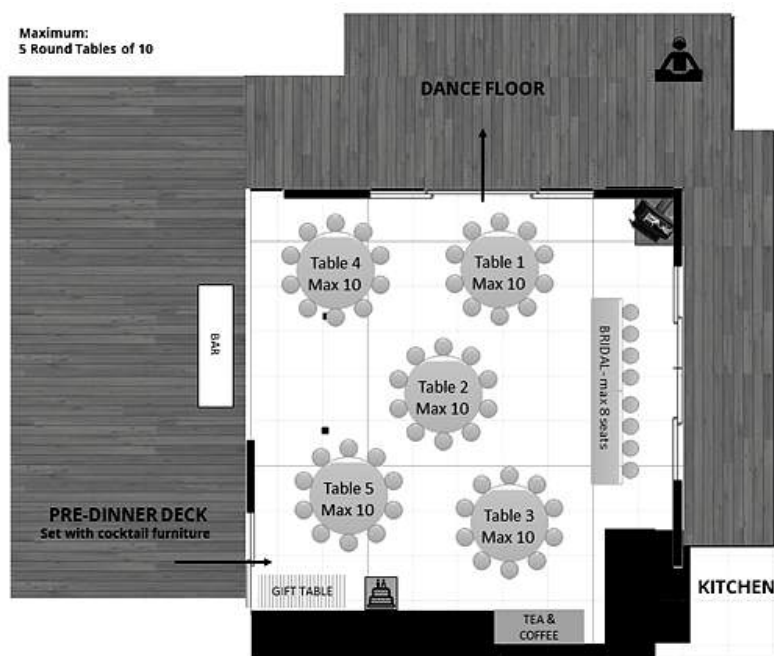 Maximum:
5 Round Tables of 10
DANCE FLOOR
Table 4
Max 10
Table 1
Max 10
BAR
Table 2
Max 10
BRIDAL - max 8 seats
Table 5
Max 10
Table 3
Max 10
PRE-DINNER DECK
Set with cocktail furniture
GIFT TABLE
KITCHEN
TEA &
COFFEE